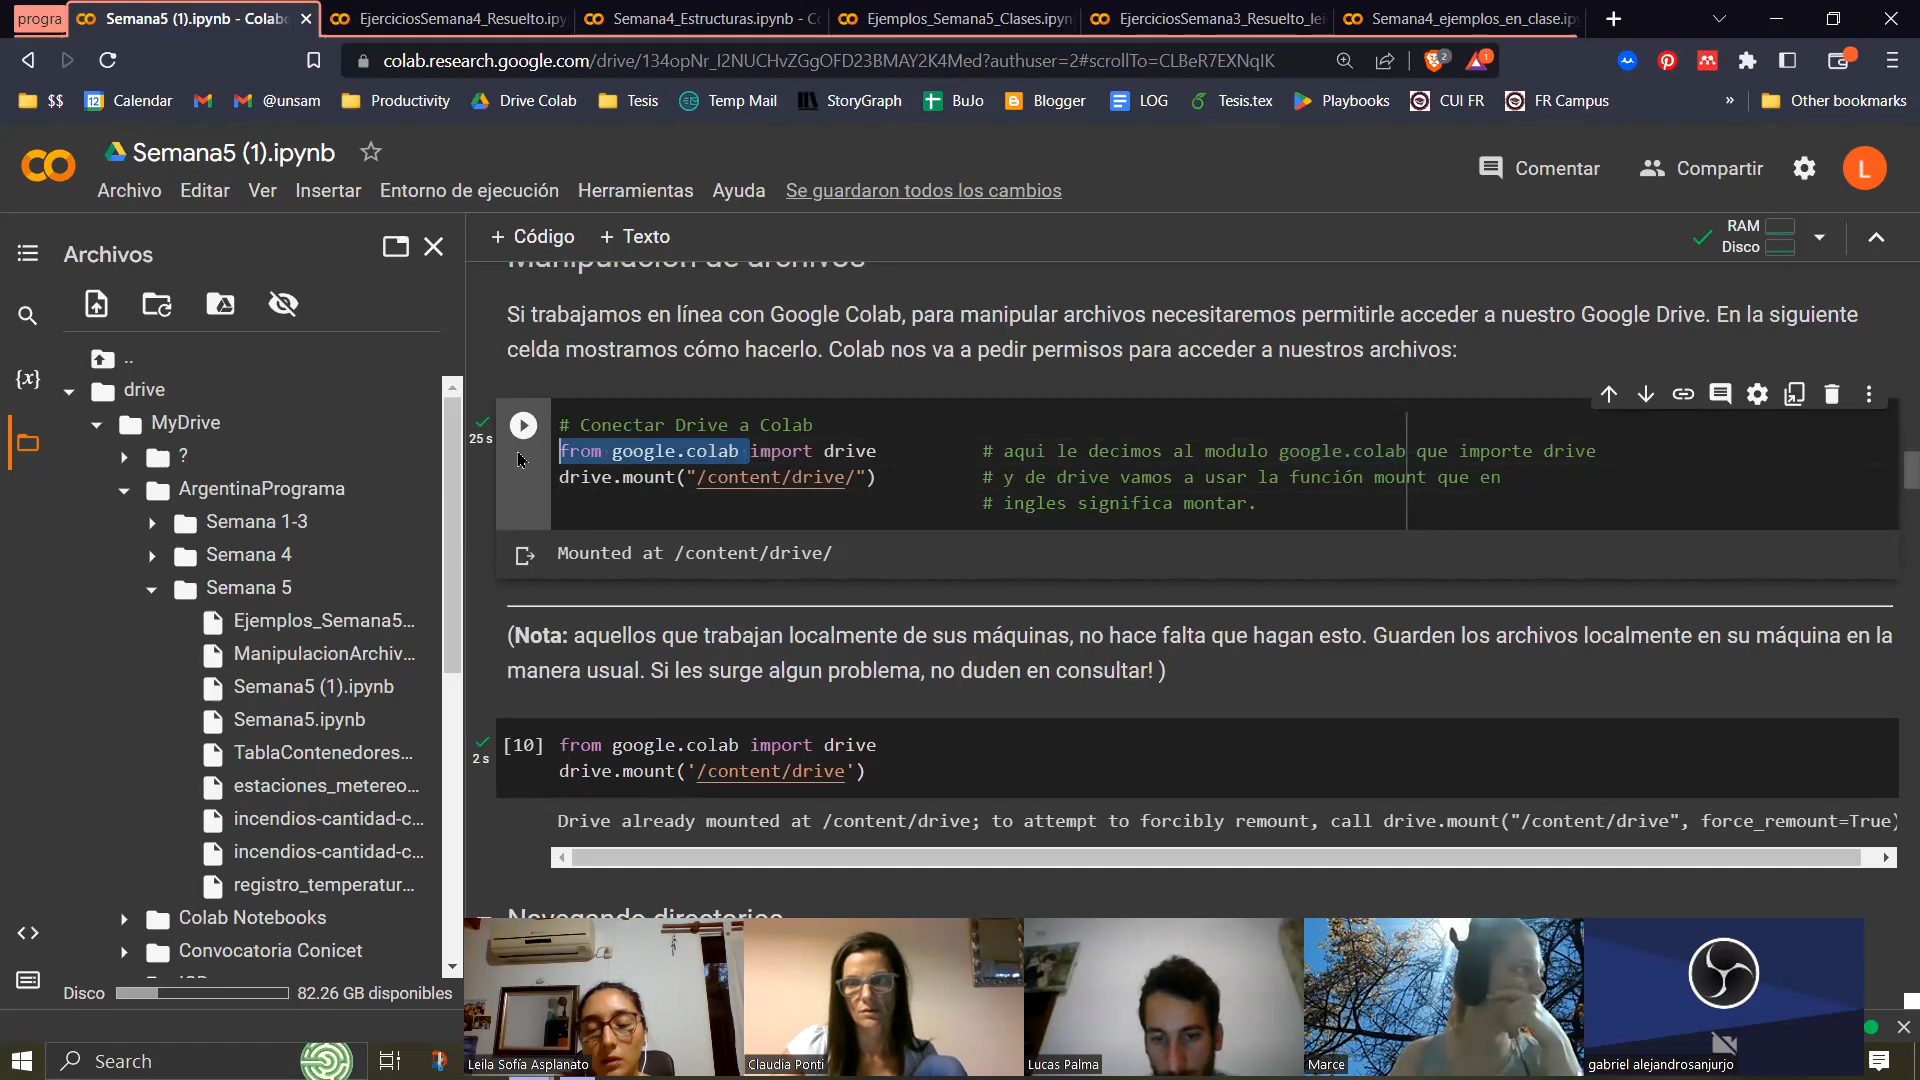 progra
Semana5 (1).ipynb - Colab
EjerciciosSemana4_Resuelto.ipy
Semana4_Estructuras.ipynb - Co
Ejemplos_Semana5_Clases.ipyn
EjerciciosSemana3_Resuelto_lei
Semana4_ejemplos_en_clase.ip
colab.research.google.com/drive/134opNr_I2NUCHvZGgOFD23BMAY2K4Med?authuser=2#scrollTo=CLBeR7EXNqIK
2
1
$$
Calendar
@unsam
Productivity
Drive Colab
Tesis
Temp Mail
StoryGraph
BuJo
Blogger
LOG
Tesis.tex
Playbooks
CUI FR
FR Campus
»
Other bookmarks
Semana5 (1).ipynb
Comentar
Compartir
L
Archivo Editar Ver Insertar Entorno de ejecución Herramientas Ayuda Se guardaron todos los cambios
Archivos
+ Código + Texto
RAM
Disco
Manipulación de archivos
Si trabajamos en línea con Google Colab, para manipular archivos necesitaremos permitirle acceder a nuestro Google Drive. En la siguiente
celda mostramos cómo hacerlo. Colab nos va a pedir permisos para acceder a nuestros archivos:
..
drive
MyDrive
?
ArgentinaPrograma
Semana 1-3
Semana 4
Semana 5
Ejemplos_Semana5...
ManipulacionArchiv...
Semana5 (1).ipynb
Semana5.ipynb
TablaContenedores...
estaciones_metereo...
incendios-cantidad-c...
incendios-cantidad-c...
registro_temperatur...
Colab Notebooks
Convocatoria Conicet
Disco
82.26 GB disponibles
25 s
# Conectar Drive a Colab
from google.colab import drive # aqui le decimos al modulo google.colab que importe drive
drive.mount("/content/drive/") # y de drive vamos a usar la función mount que en
# ingles significa montar.
Mounted at /content/drive/
(Nota: aquellos que trabajan localmente de sus máquinas, no hace falta que hagan esto. Guarden los archivos localmente en su máquina en la
manera usual. Si les surge algun problema, no duden en consultar! )
2 s
[10] from google.colab import drive
drive.mount('/content/drive')
Drive already mounted at /content/drive; to attempt to forcibly remount, call drive.mount("/content/drive", force_remount=True)
Navegando directorios
Leila Sofía Asplanato
Claudia Ponti
Lucas Palma
Marce
gabriel alejandrosanjurjo
Search